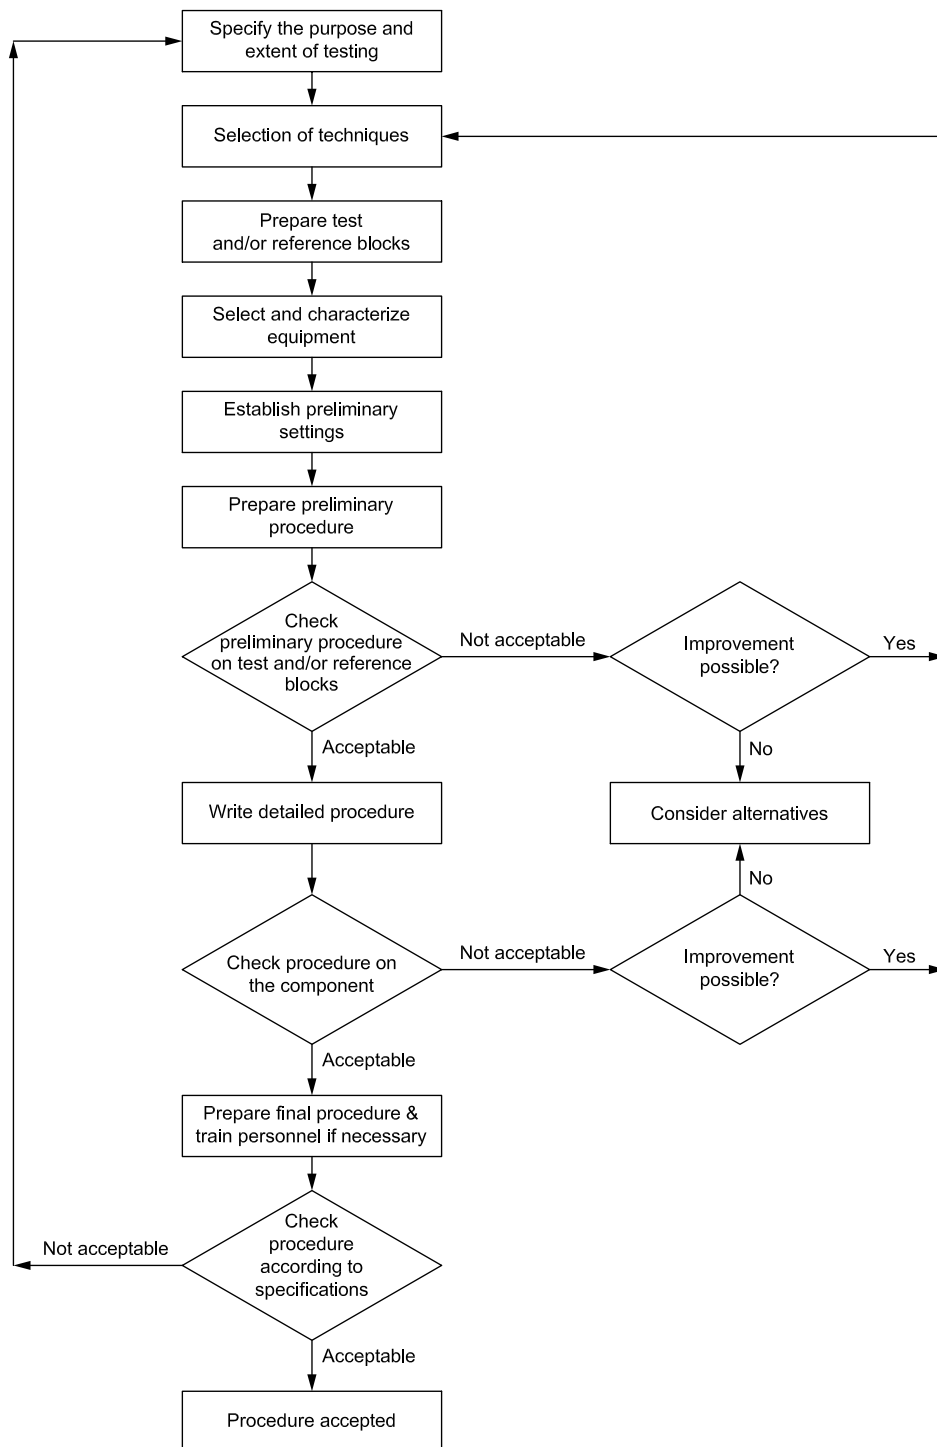 Specify the purpose and
extent of testing
Selection of techniques
Prepare test
and/or reference blocks
Select and characterize
equipment
Establish preliminary
settings
Prepare preliminary
procedure
Check
preliminary procedure
on test and/or reference
blocks
Not acceptable
Improvement
possible?
Yes
Acceptable
No
Write detailed procedure
Consider alternatives
No
Check procedure on
the component
Not acceptable
Improvement
possible?
Yes
Acceptable
Prepare final procedure &
train personnel if necessary
Check
procedure
according to
specifications
Not acceptable
Acceptable
Procedure accepted